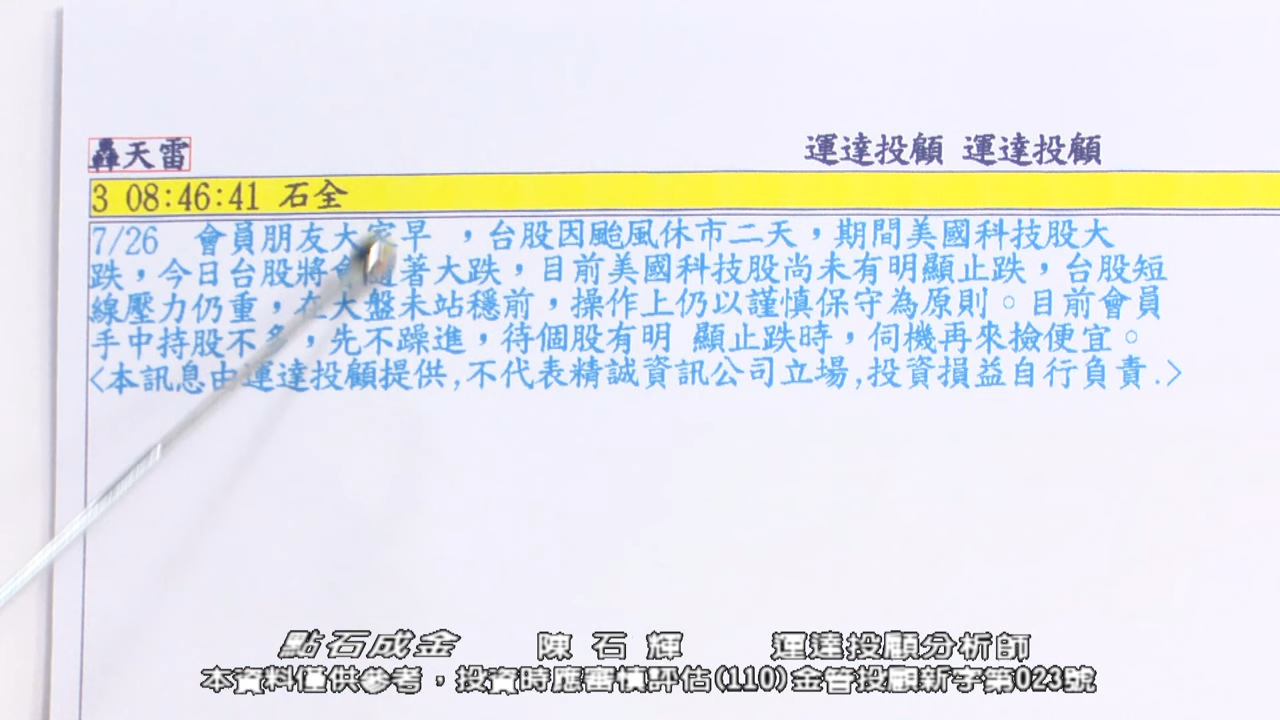 轟天雷
運達投顧 運達投顧
3 08:46:41 石全
7/26 會員朋友大家早 ，台股因颱風休市二天，期間美國科技股大
跌，今日台股將會隨著大跌，目前美國科技股尚未有明顯止跌，台股短
線壓力仍重，在大盤未站穩前，操作上仍以謹慎保守為原則。目前會員
手中持股不多，先不躁進，待個股有明 顯止跌時，伺機再來撿便宜。
<本訊息由運達投顧提供,不代表精誠資訊公司立場,投資損益自行負責.>
點石成金 陳石輝 運達投顧分析師
本資料僅供參考，投資時應審慎評估(110)金管投顧新字第023號